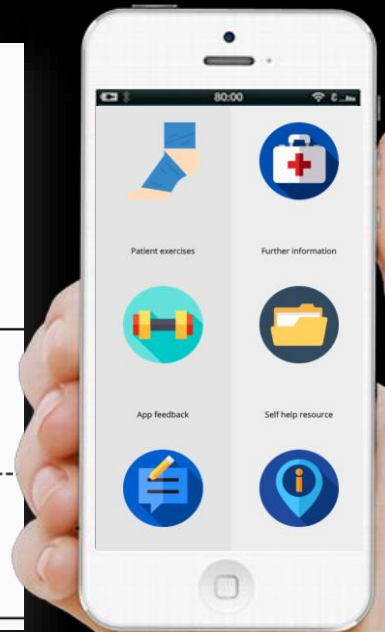 80:00
Patient exercises
Further information
App feedback
Self help resource